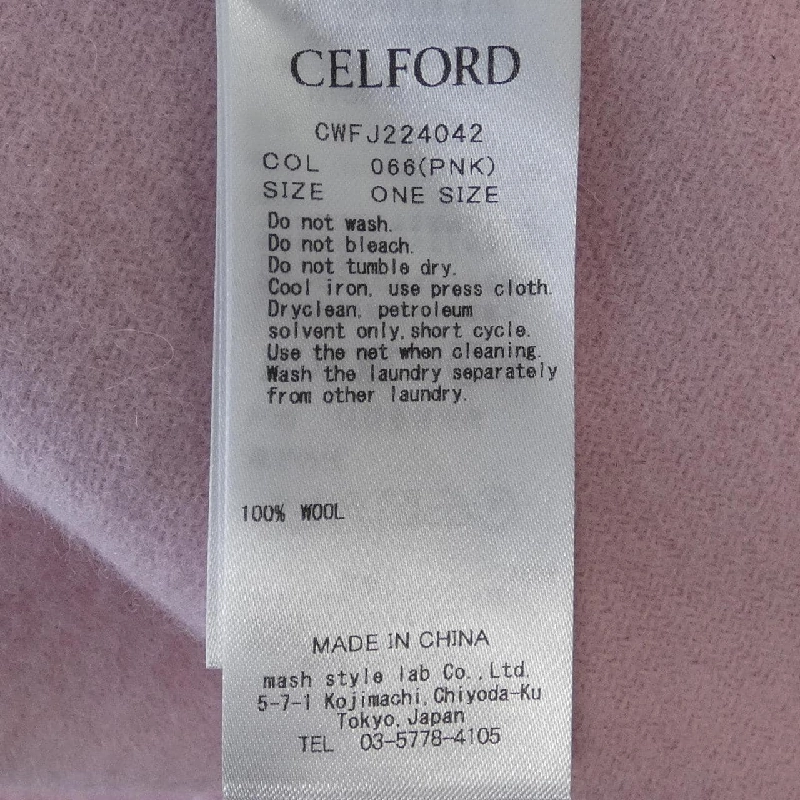 CELFORD
CWFJ224042
COL 066(PNK)
SIZE ONE SIZE
Do not wash.
Do not bleach.
Do not tumble dry.
Cool iron, use press cloth.
Dryclean, petroleum
solvent only, short cycle.
Use the net when cleaning.
Wash the laundry separately
from other laundry.
100% WOOL
MADE IN CHINA
mash style lab Co.,Ltd.
5-7-1 Kojimachi, Chiyoda-Ku
Tokyo, Japan
TEL 03-5778-4105